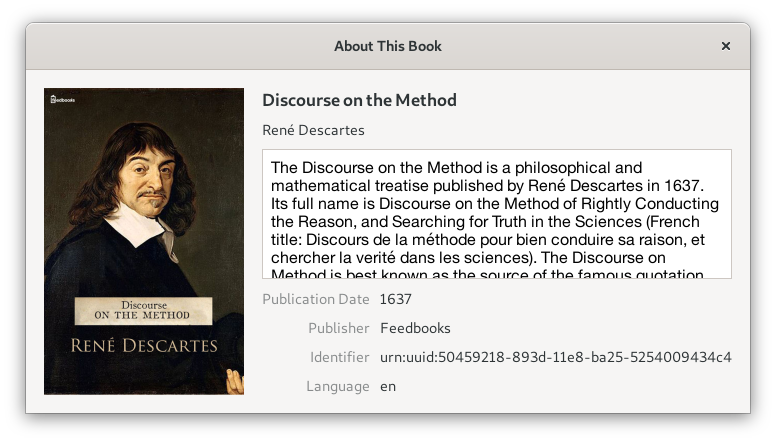 About This Book
Feedbooks
Discourse
ON THE METHOD
RENÉ DESCARTES
Discourse on the Method
René Descartes
The Discourse on the Method is a philosophical and
mathematical treatise published by René Descartes in 1637.
Its full name is Discourse on the Method of Rightly Conducting
the Reason, and Searching for Truth in the Sciences (French
title: Discours de la méthode pour bien conduire sa raison, et
chercher la verité dans les sciences). The Discourse on
Method is best known as the source of the famous quotation
Publication Date 1637
Publisher Feedbooks
Identifier urn:uuid:50459218-893d-11e8-ba25-5254009434c4
Language en